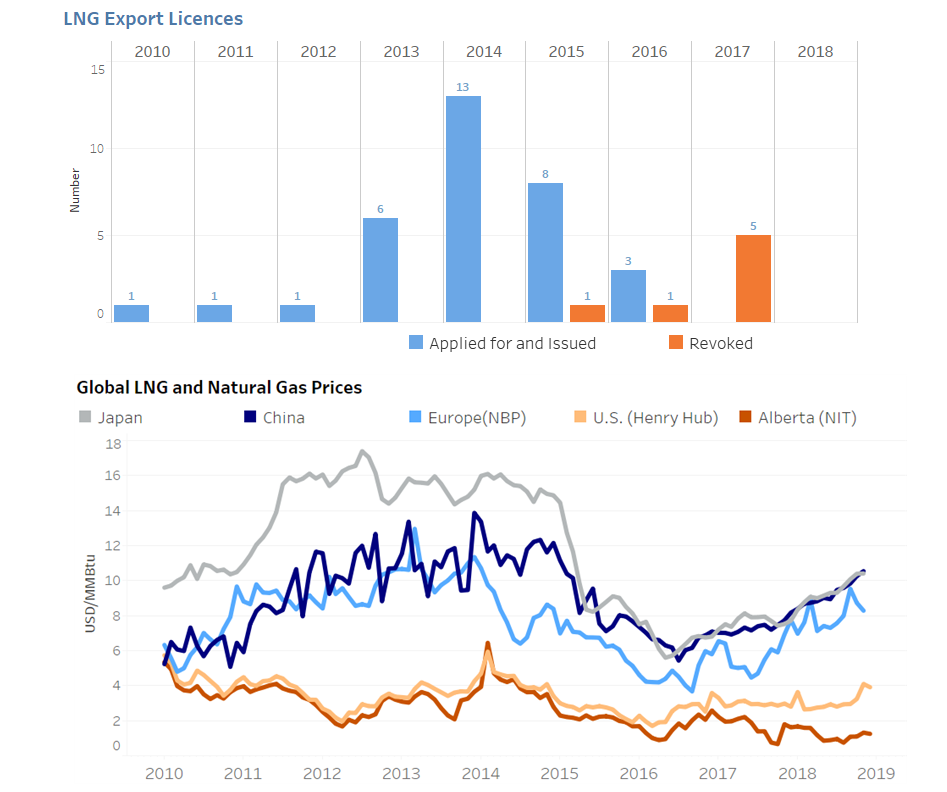 LNG Export Licences
2010 2011 2012 2013 2014 2015 2016 2017 2018
15
10
5
0
Number
1 1 1 6 13 8 1 3 1 5
Applied for and Issued Revoked
Global LNG and Natural Gas Prices
Japan China Europe(NBP) U.S. (Henry Hub) Alberta (NIT)
18
16
14
12
10
8
6
4
2
0
USD/MMBtu
2010 2011 2012 2013 2014 2015 2016 2017 2018 2019